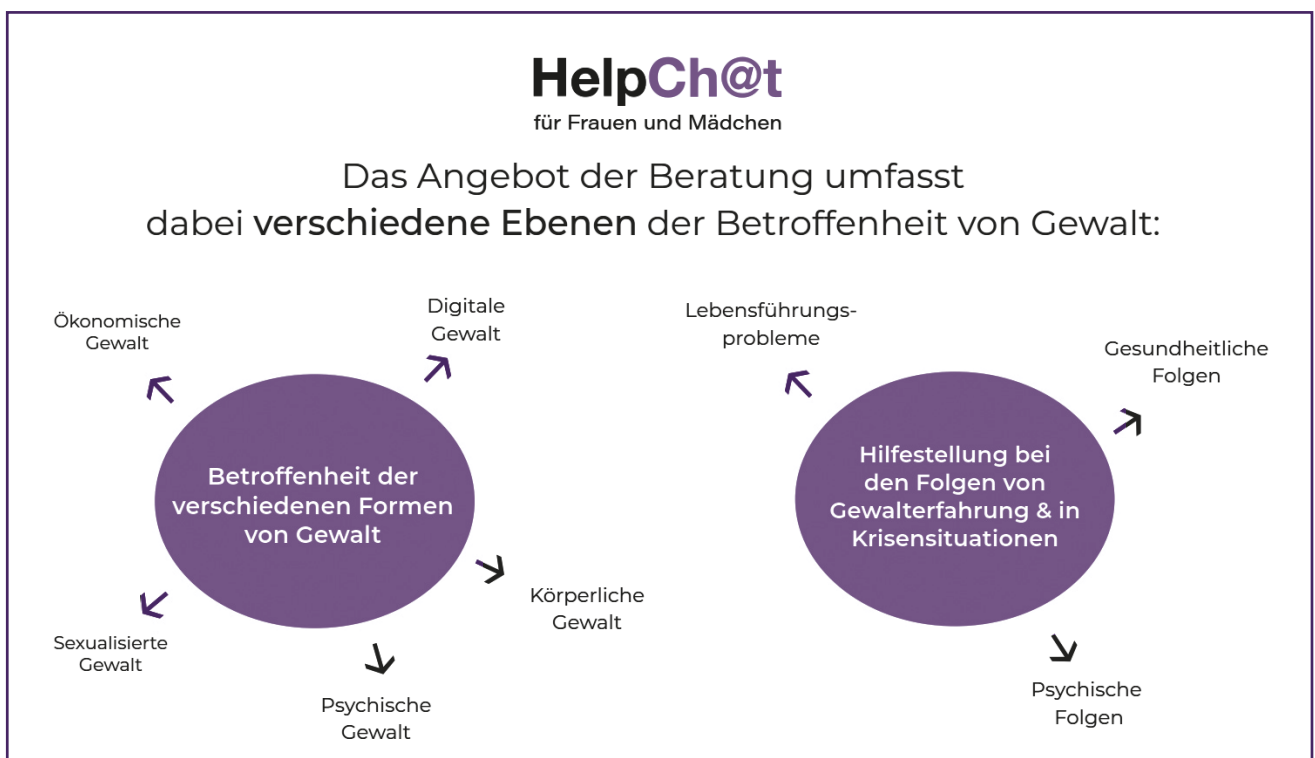 HelpCh@t
für Frauen und Mädchen
Das Angebot der Beratung umfasst
dabei verschiedene Ebenen der Betroffenheit von Gewalt:
Ökonomische
Gewalt
Digitale
Gewalt
Betroffenheit der
verschiedenen Formen
von Gewalt
Sexualisierte
Gewalt
Psychische
Gewalt
Körperliche
Gewalt
Lebensführungs-
probleme
Gesundheitliche
Folgen
Hilfestellung bei
den Folgen von
Gewalterfahrung & in
Krisensituationen
Psychische
Folgen